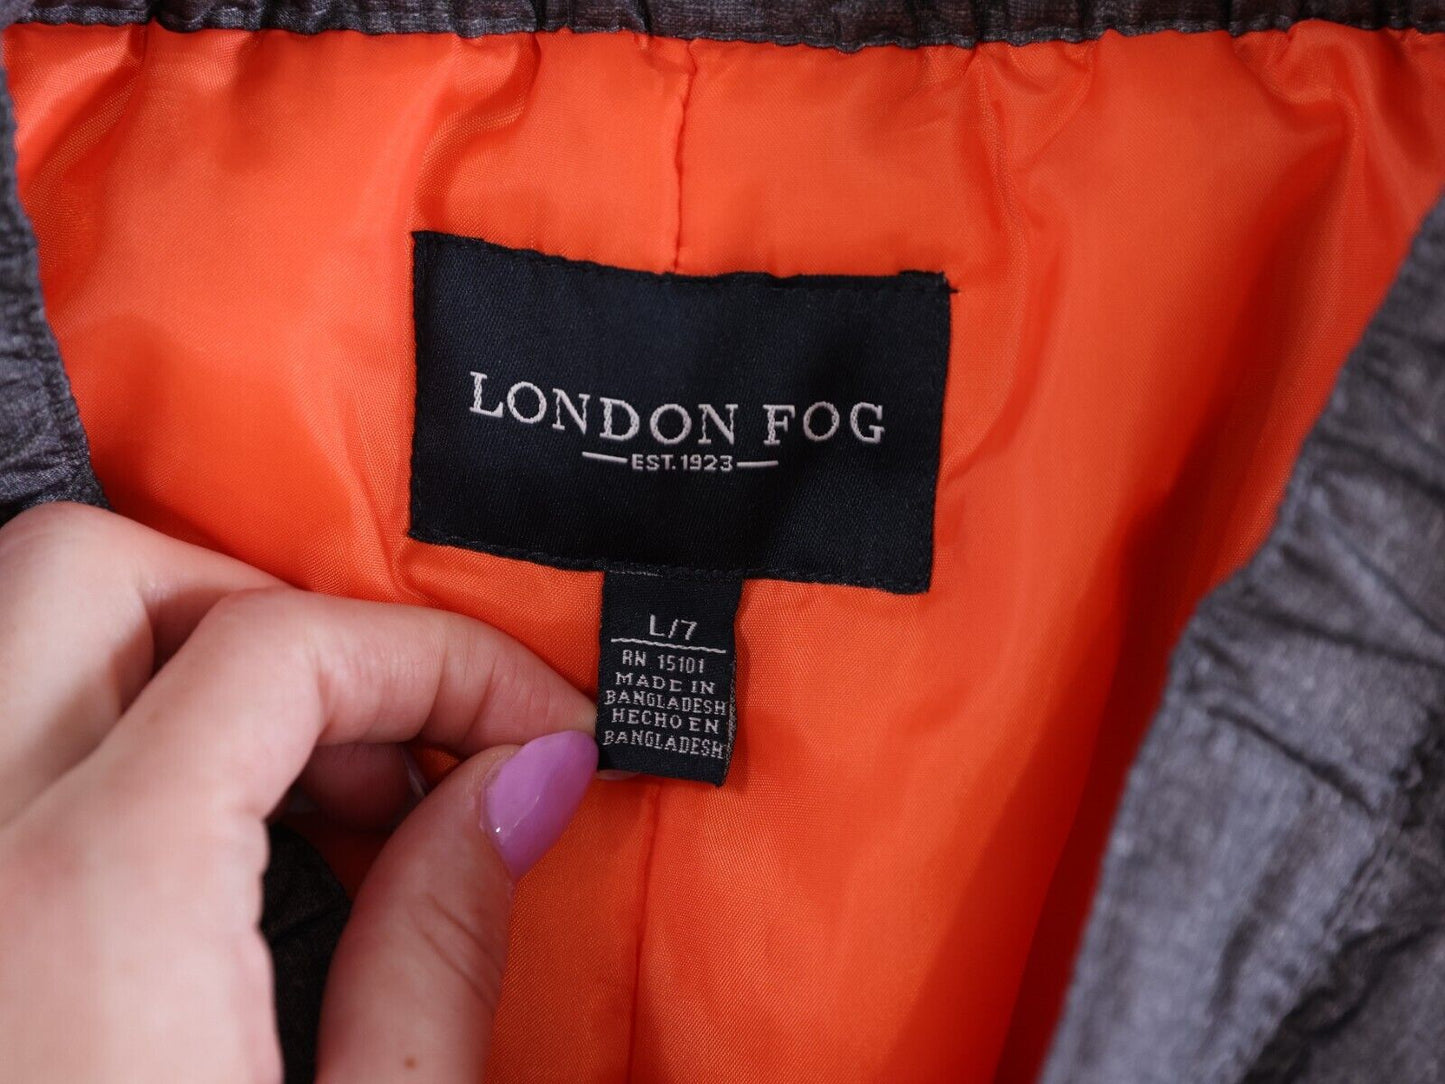 LONDON FOG
EST. 1923
L/7
RN 15101
MADE IN
BANGLADESH
HECHO EN
BANGLADESH